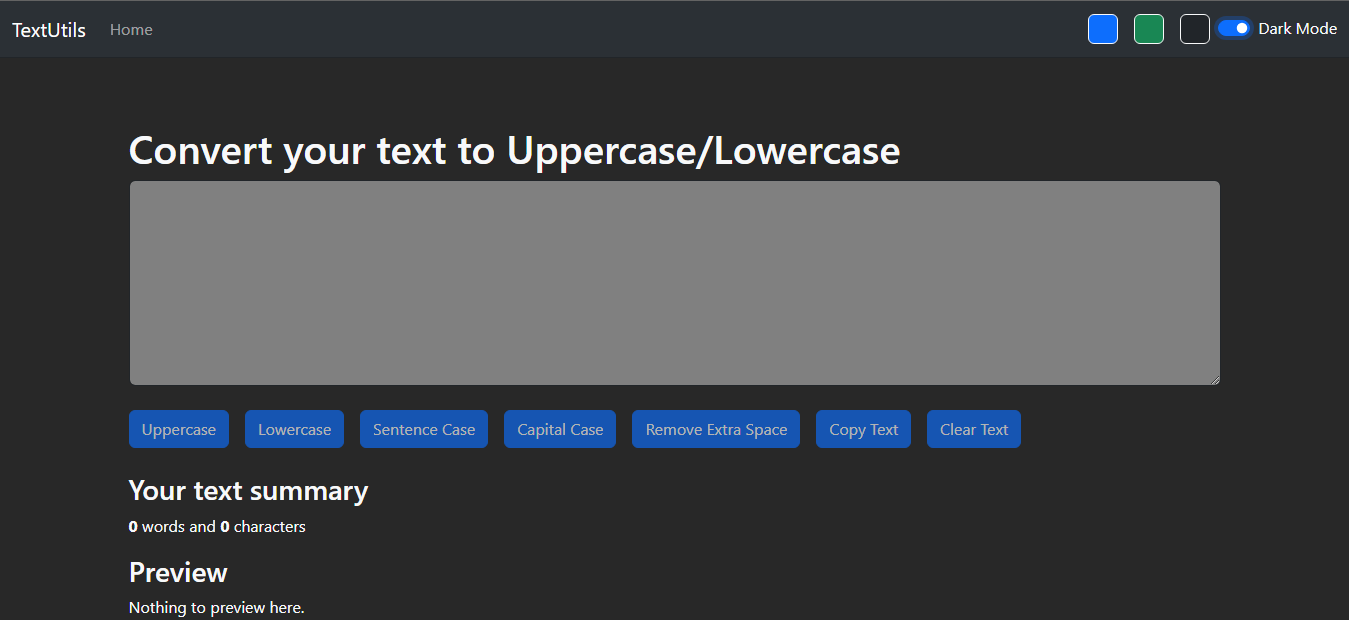 TextUtils Home Dark Mode
Convert your text to Uppercase/Lowercase
Uppercase Lowercase Sentence Case Capital Case Remove Extra Space Copy Text Clear Text
Your text summary
0 words and 0 characters
Preview
Nothing to preview here.